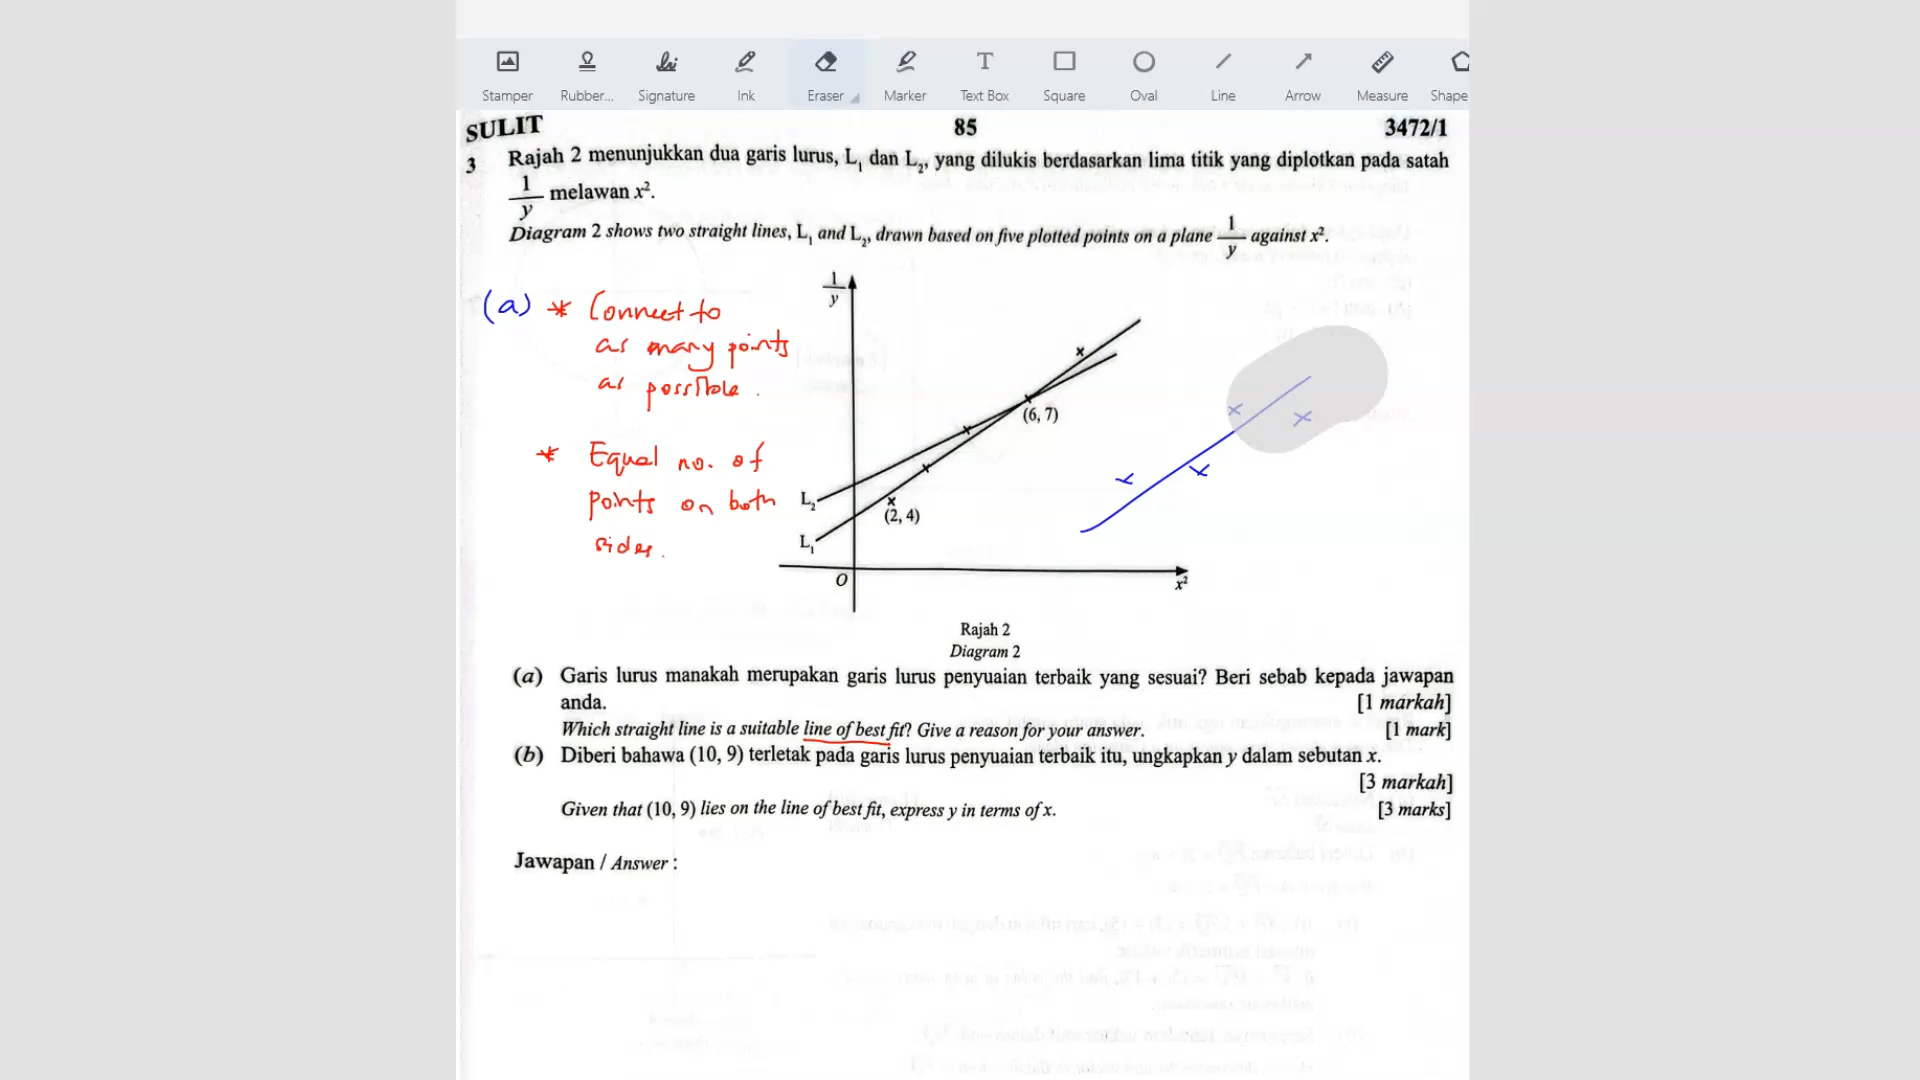 Stamper Rubber... Signature Ink Eraser Marker Text Box Square Oval Line Arrow Measure Shape
SULIT 85 3472/1
3 Rajah 2 menunjukkan dua garis lurus, L₁ dan L₂, yang dilukis berdasarkan lima titik yang diplotkan pada satah
1/y melawan x².
Diagram 2 shows two straight lines, L₁ and L₂, drawn based on five plotted points on a plane 1/y against x².
(a) * Connect to
as many points
as possible.
* Equal no. of
points on both
sides.
1/y
(6, 7)
L₂
(2, 4)
L₁
O
x²
Rajah 2
Diagram 2
(a) Garis lurus manakah merupakan garis lurus penyuaian terbaik yang sesuai? Beri sebab kepada jawapan
anda. [1 markah]
Which straight line is a suitable line of best fit? Give a reason for your answer. [1 mark]
(b) Diberi bahawa (10, 9) terletak pada garis lurus penyuaian terbaik itu, ungkapkan y dalam sebutan x.
[3 markah]
Given that (10, 9) lies on the line of best fit, express y in terms of x. [3 marks]
Jawapan / Answer :